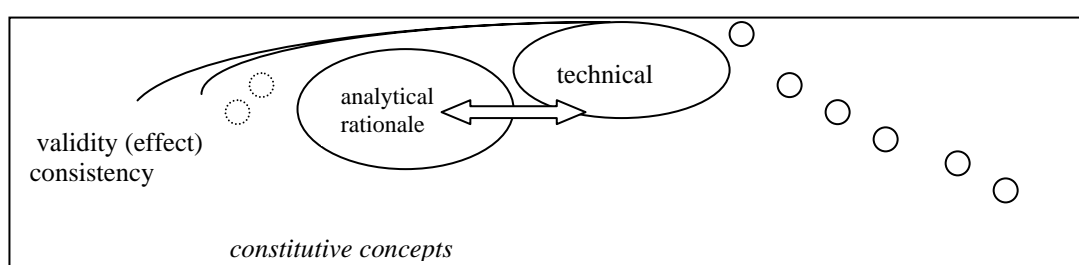 technical
analytical
rationale
validity (effect)
consistency
constitutive concepts